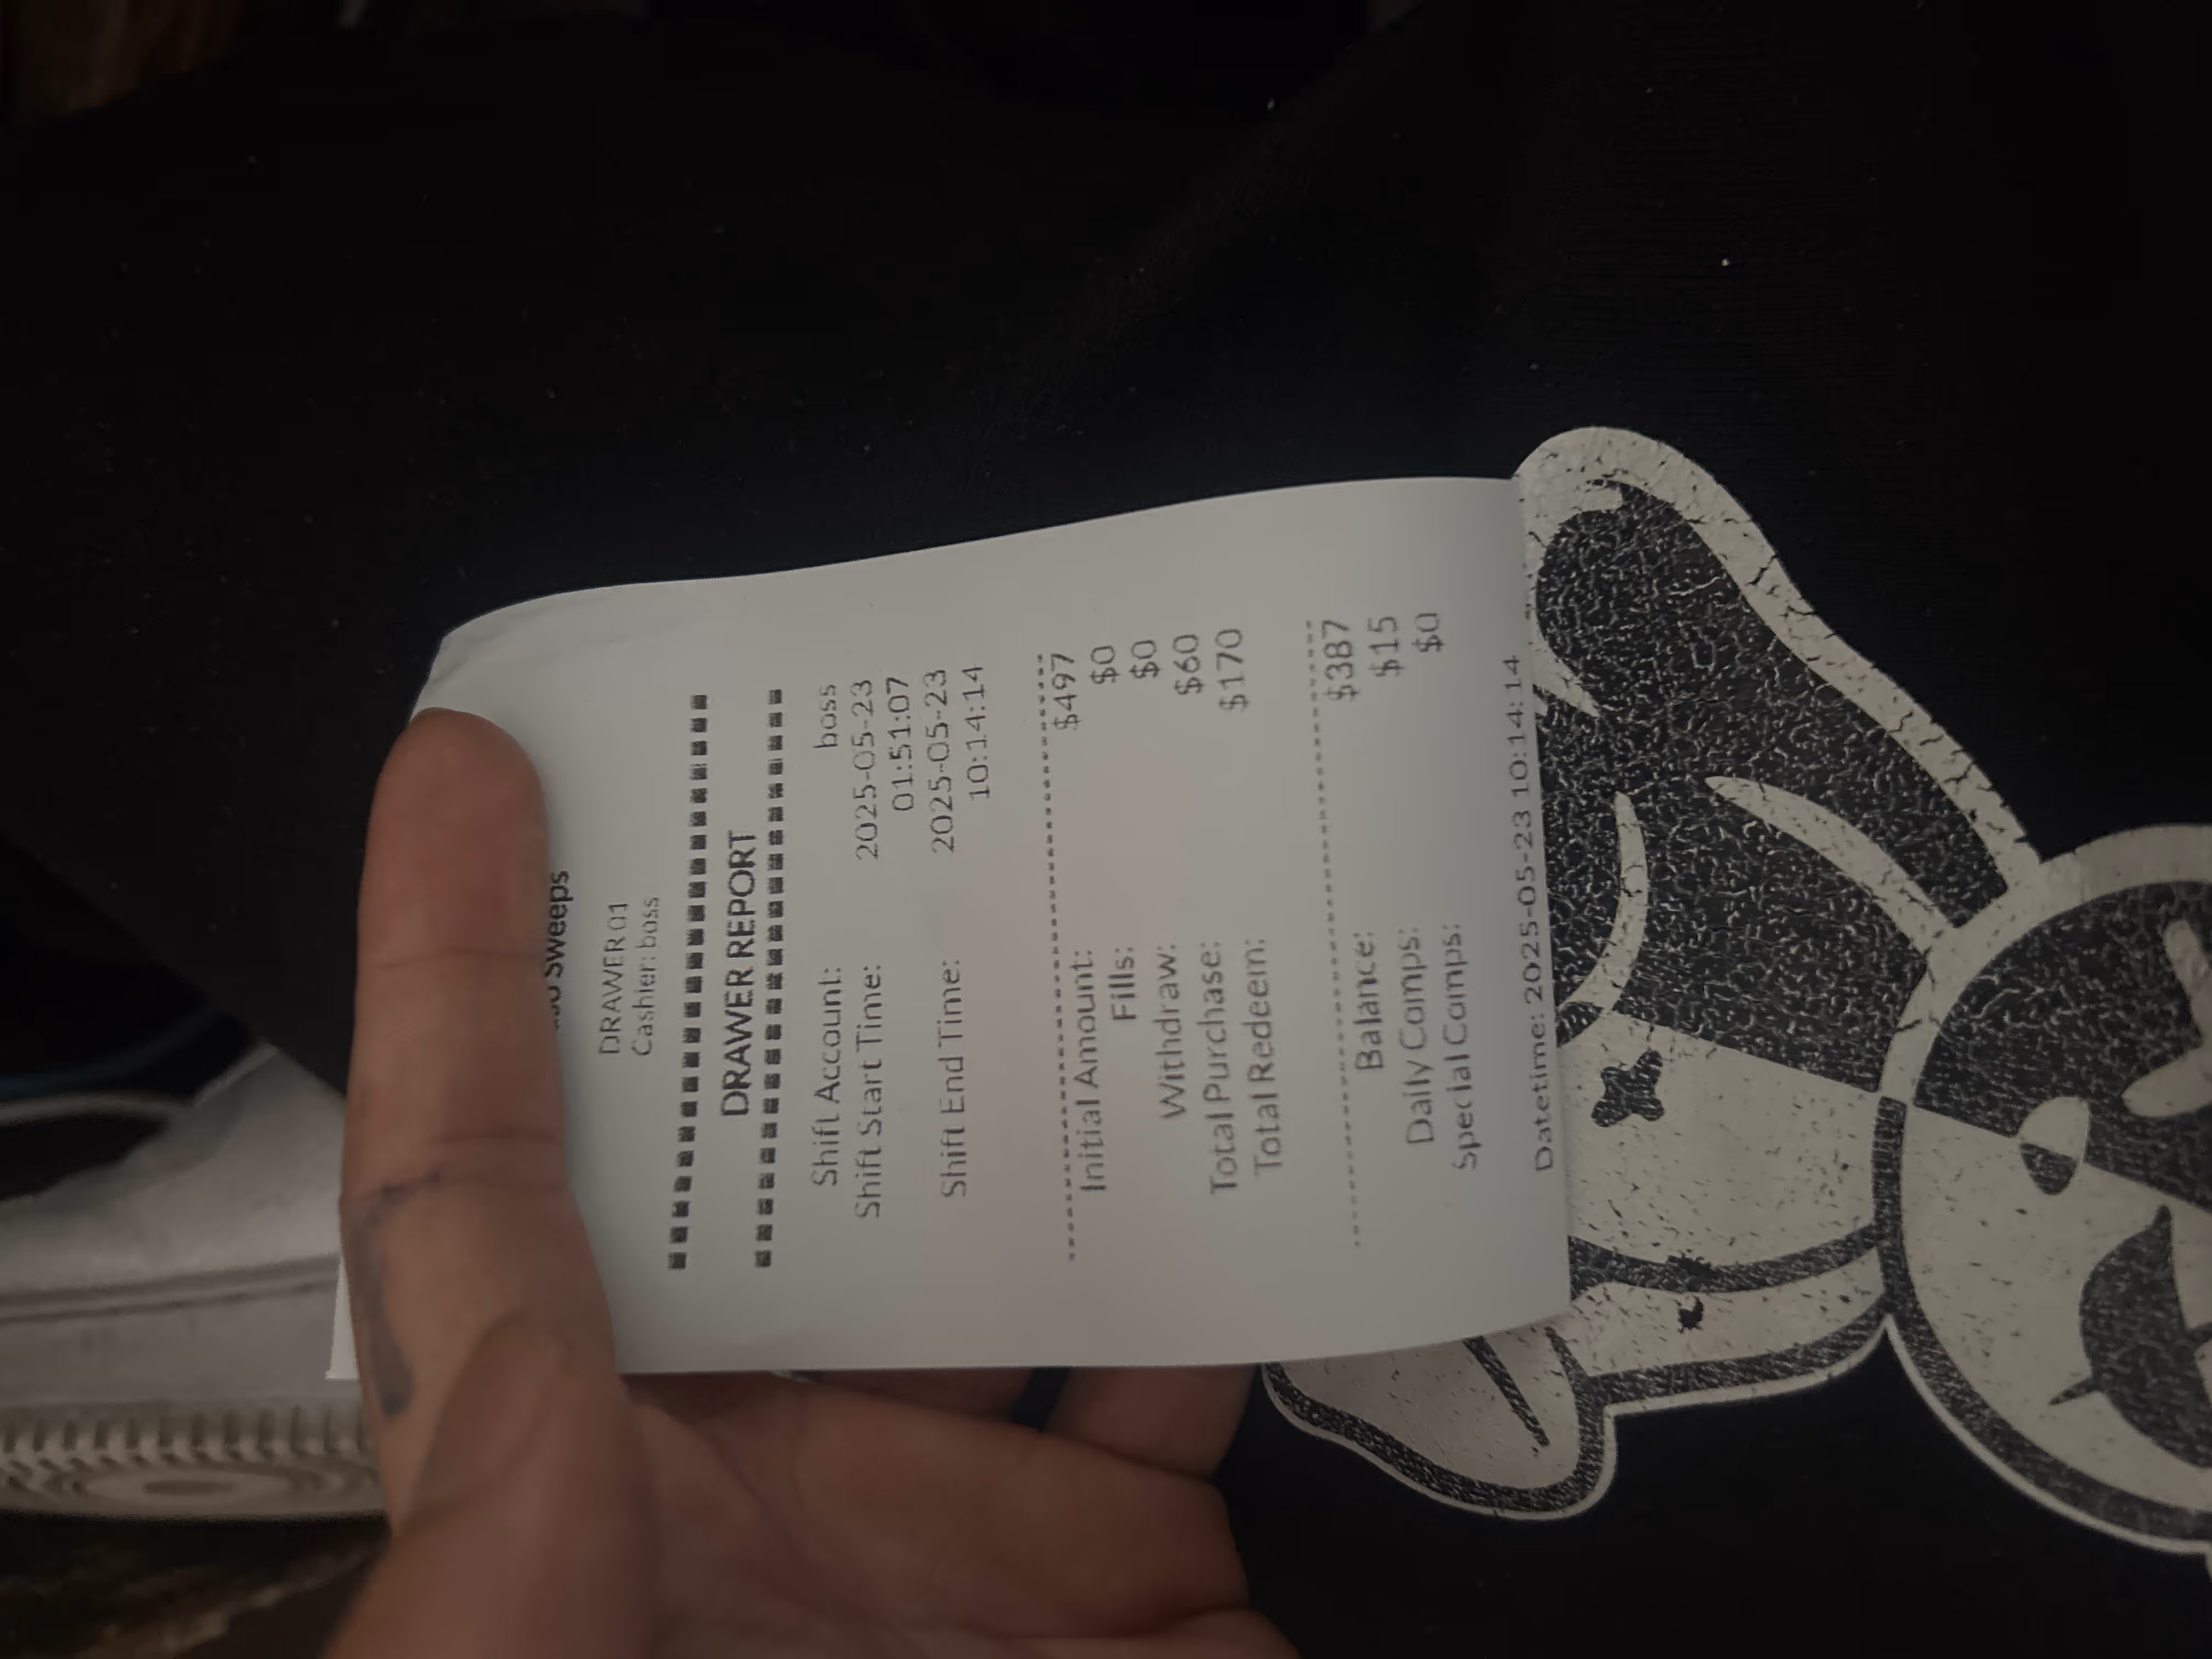 Sweeps
DRAWER 01
Cashier: boss
DRAWER REPORT
Shift Account: boss
Shift Start Time: 2025-05-23
01:51:07
Shift End Time: 2025-05-23
10:14:14
Initial Amount: $497
Fills: $0
Withdraw: $0
Total Purchase: $60
Total Redeem: $170
Balance: $387
Daily Comps: $15
Special Comps: $0
Datetime: 2025-05-23 10:14:14